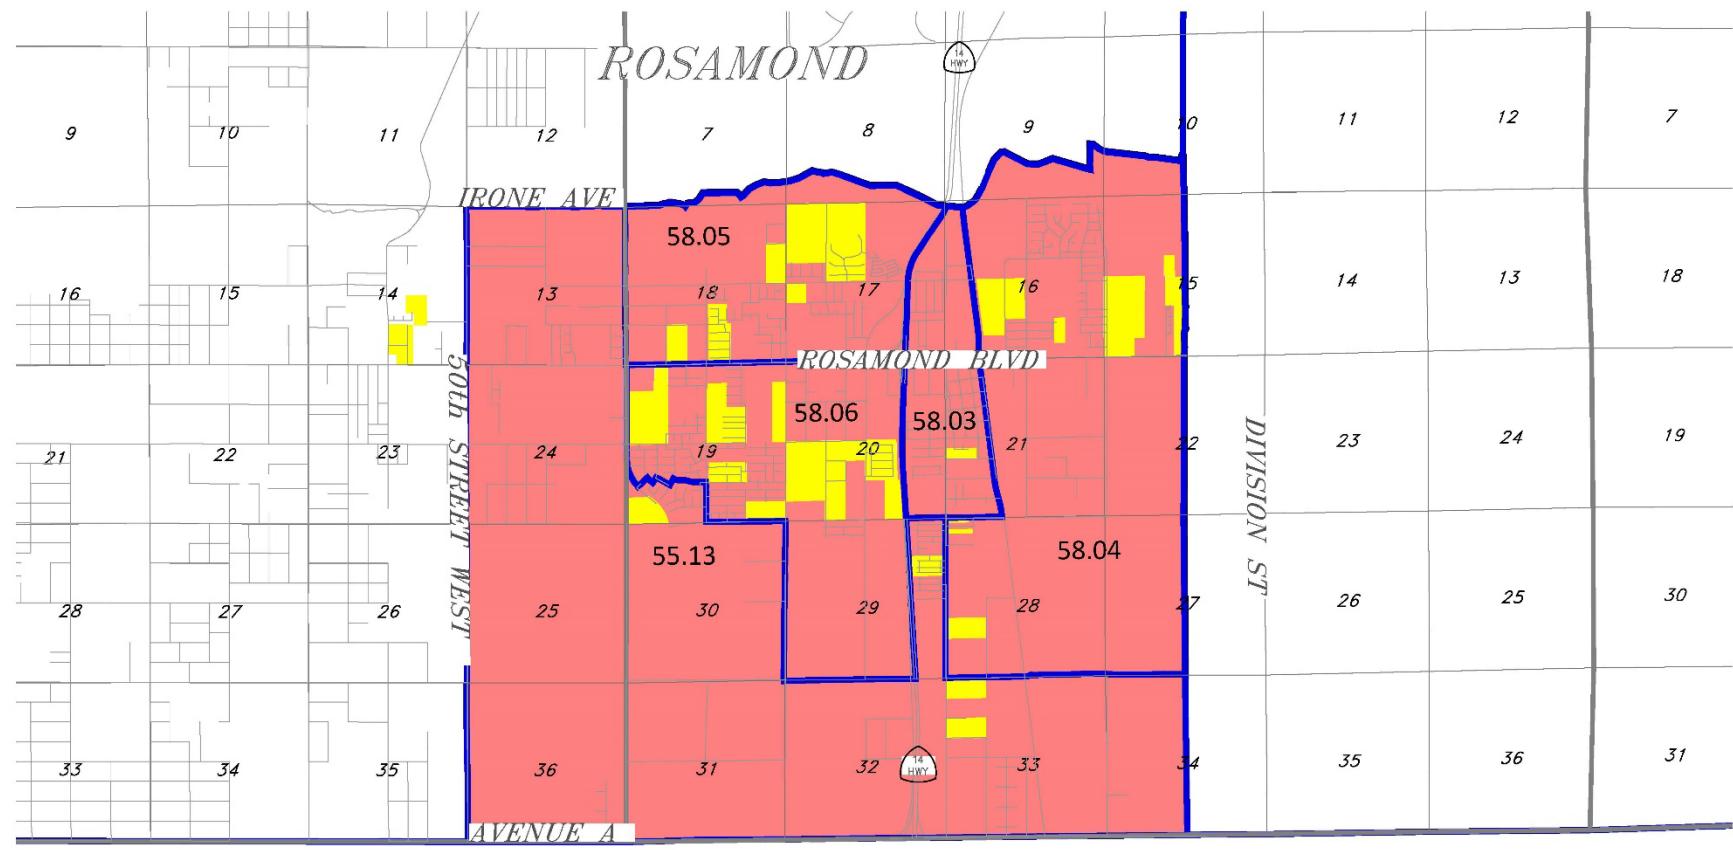 ROSAMOND
14
HWY
9 10 11 12 7 8 9 10 11 12 7
IRONE AVE
58.05
16 15 14 13 18 17 16 15 14 13 18
ROSAMOND BLVD
50th STREET WEST
58.06
58.03
DIVISION ST
21 22 23 24 19 20 21 22 23 24 19
55.13
58.04
28 27 26 25 30 29 28 27 26 25 30
33 34 35 36 31 32 33 34 35 36 31
14
HWY
AVENUE A